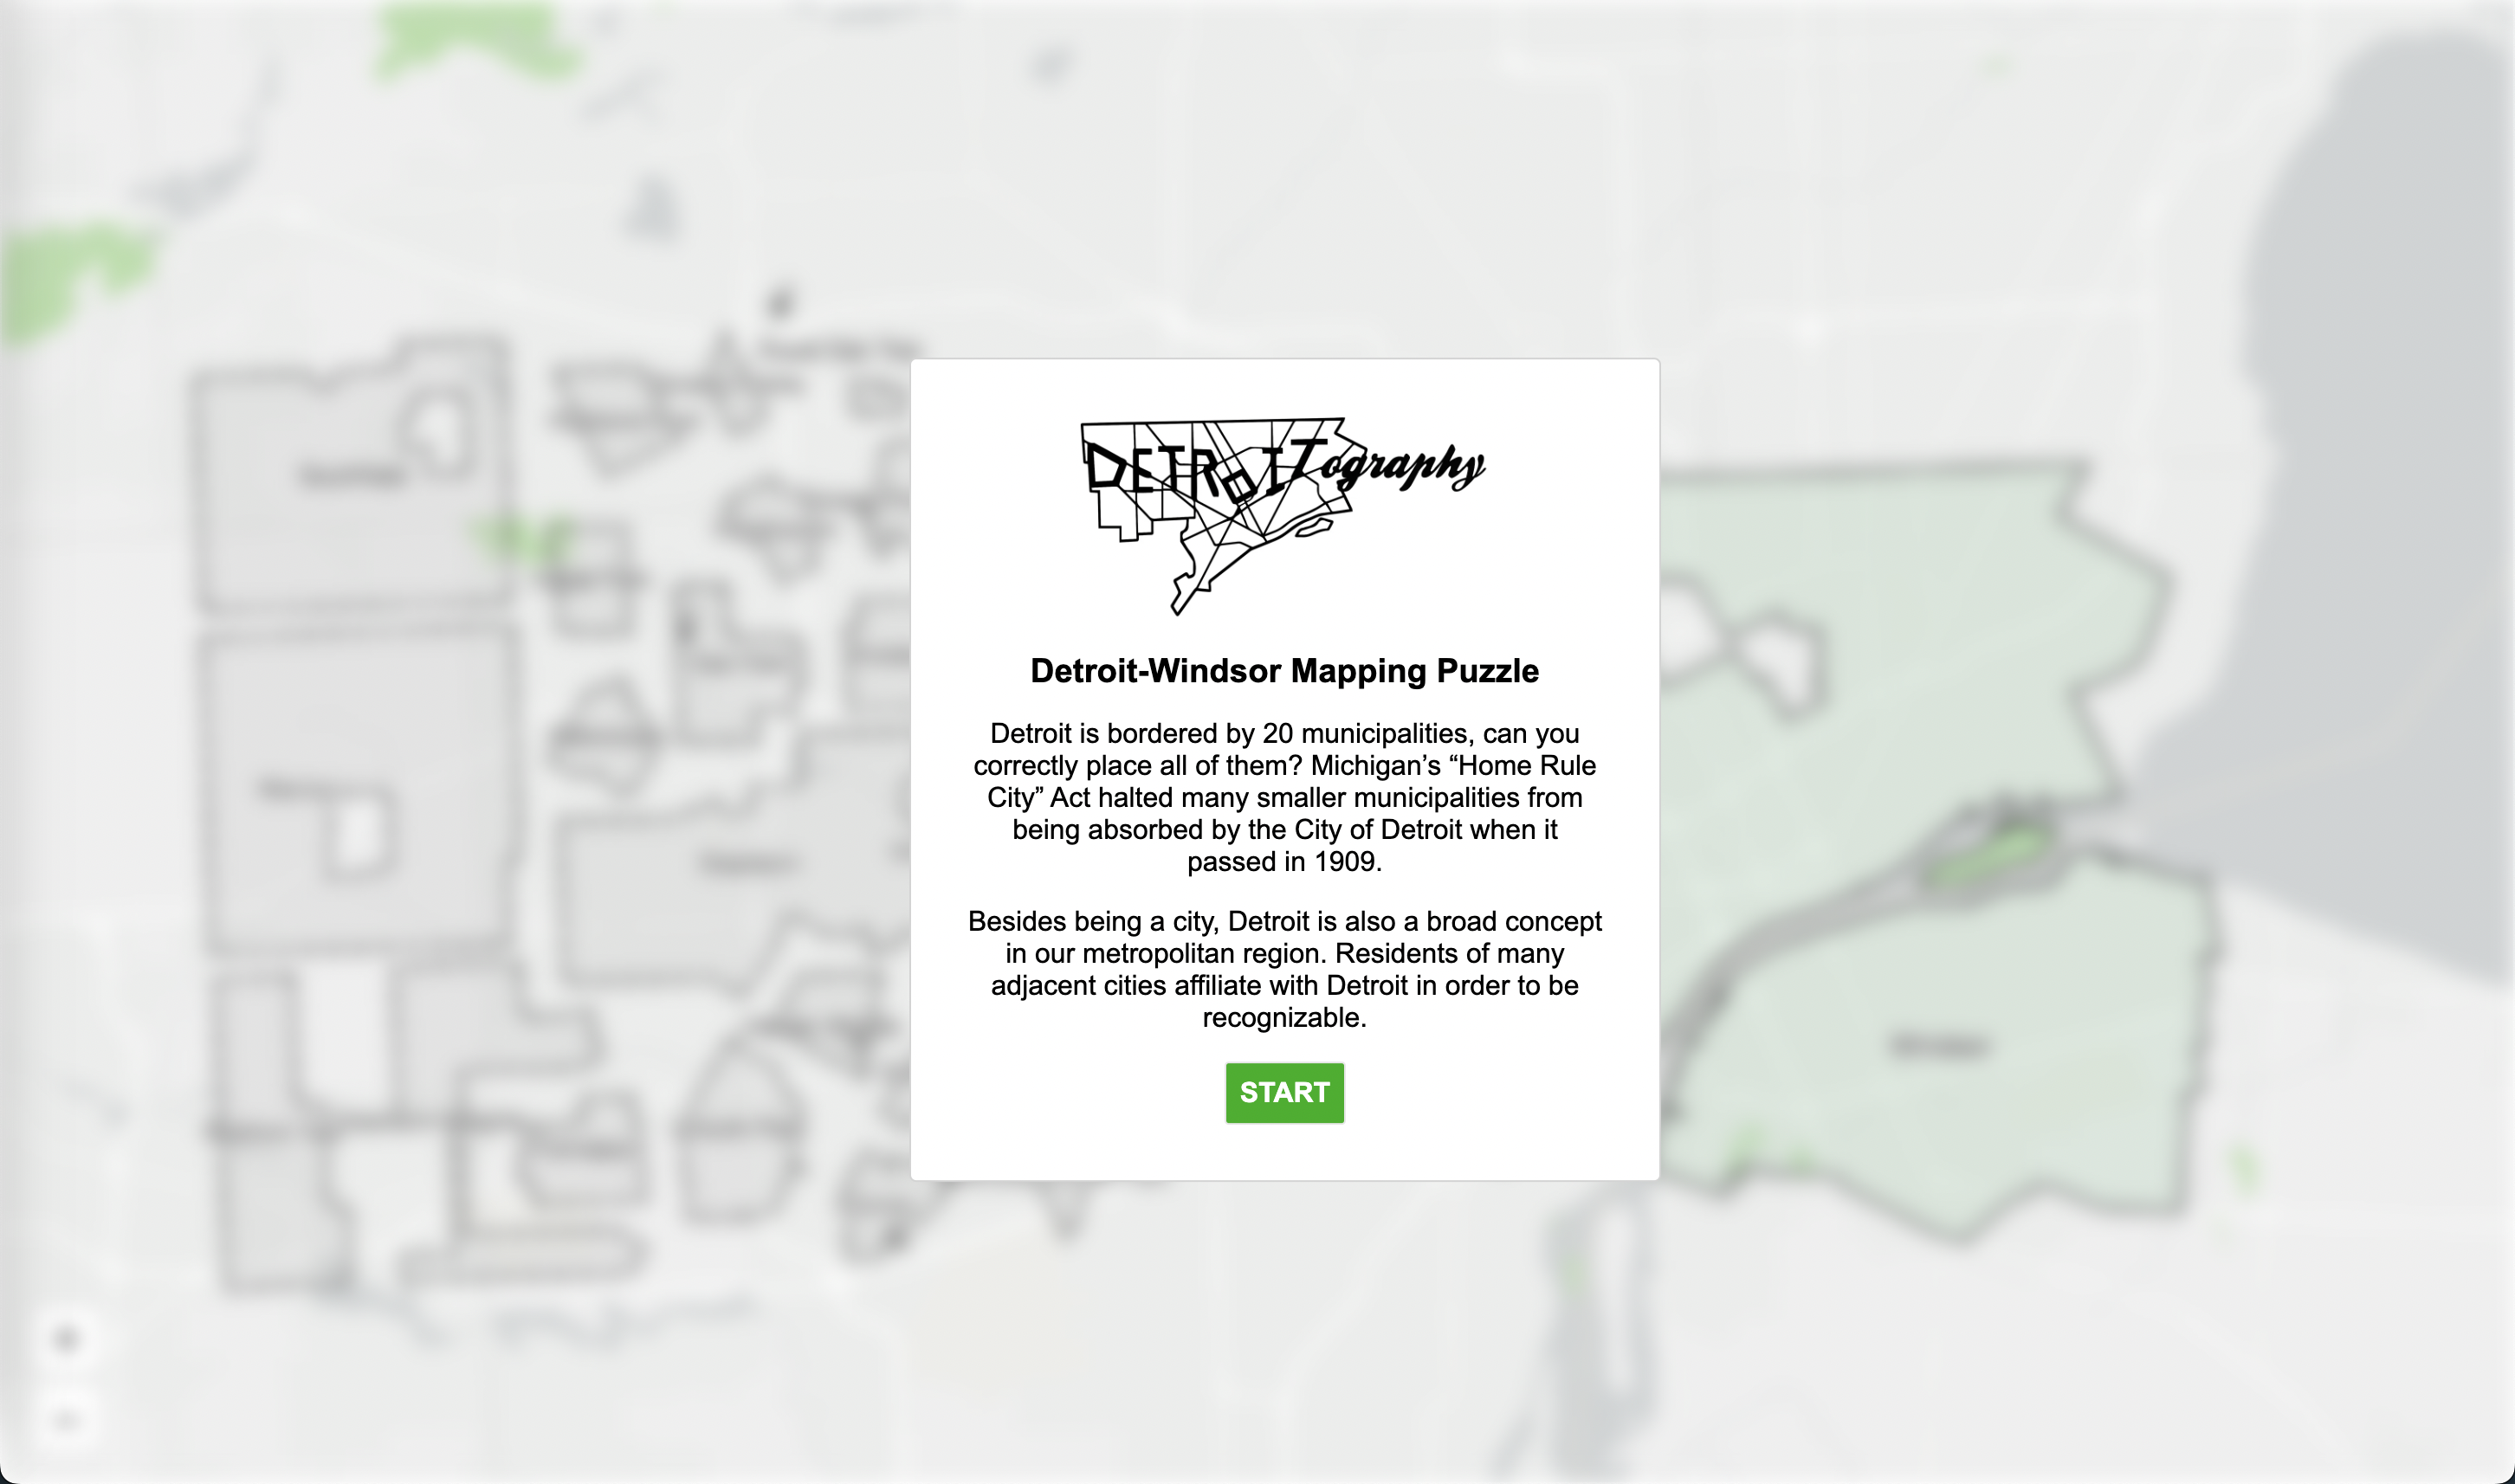 DETROITography
Detroit-Windsor Mapping Puzzle
Detroit is bordered by 20 municipalities, can you
correctly place all of them? Michigan’s “Home Rule
City” Act halted many smaller municipalities from
being absorbed by the City of Detroit when it
passed in 1909.
Besides being a city, Detroit is also a broad concept
in our metropolitan region. Residents of many
adjacent cities affiliate with Detroit in order to be
recognizable.
START